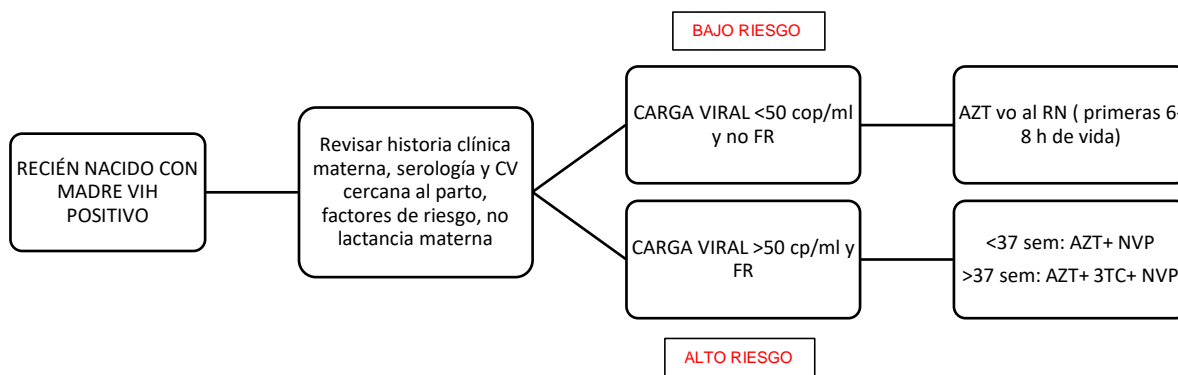 RECIÉN NACIDO CON
MADRE VIH
POSITIVO
Revisar historia clínica
materna, serología y CV
cercana al parto,
factores de riesgo, no
lactancia materna
BAJO RIESGO
CARGA VIRAL <50 cop/ml
y no FR
AZT vo al RN ( primeras 6-
8 h de vida)
CARGA VIRAL >50 cp/ml y
FR
<37 sem: AZT+ NVP
>37 sem: AZT+ 3TC+ NVP
ALTO RIESGO